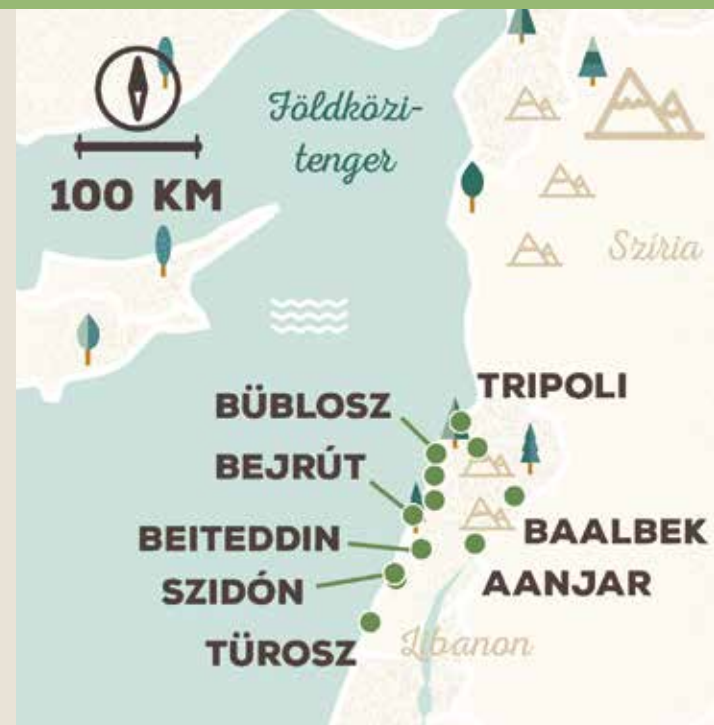 Földközi-
tenger
100 KM
Szíria
TRIPOLI
BÜBLOSZ
BEJRÚT
BEITEDDIN
BAALBEK
SZIDÓN
AANJAR
TÜROSZ
Libanon